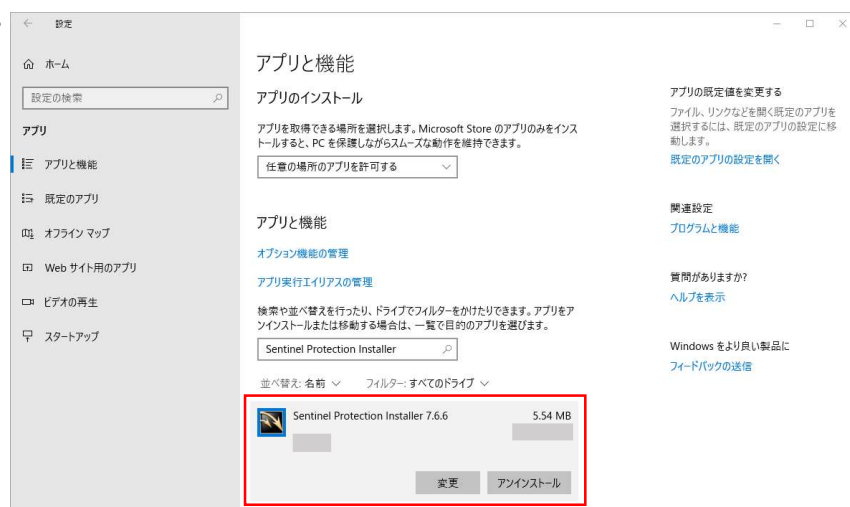 設定
ホーム
設定の検索
アプリ
アプリと機能
既定のアプリ
オフライン マップ
Web サイト用のアプリ
ビデオの再生
スタートアップ
アプリと機能
アプリのインストール
アプリを取得できる場所を選択します。Microsoft Store のアプリのみをインス
トールすると、PC を保護しながらスムーズな動作を維持できます。
任意の場所のアプリを許可する
アプリと機能
オプション機能の管理
アプリ実行エイリアスの管理
検索や並べ替えを行ったり、ドライブでフィルターをかけたりできます。アプリをア
ンインストールまたは移動する場合は、一覧で目的のアプリを選びます。
Sentinel Protection Installer
並べ替え: 名前 フィルター: すべてのドライブ
Sentinel Protection Installer 7.6.6 5.54 MB
変更 アンインストール
アプリの既定値を変更する
ファイル、リンクなどを開く既定のアプリを
選択するには、既定のアプリの設定に移
動します。
既定のアプリの設定を開く
関連設定
プログラムと機能
質問がありますか?
ヘルプを表示
Windows をより良い製品に
フィードバックの送信